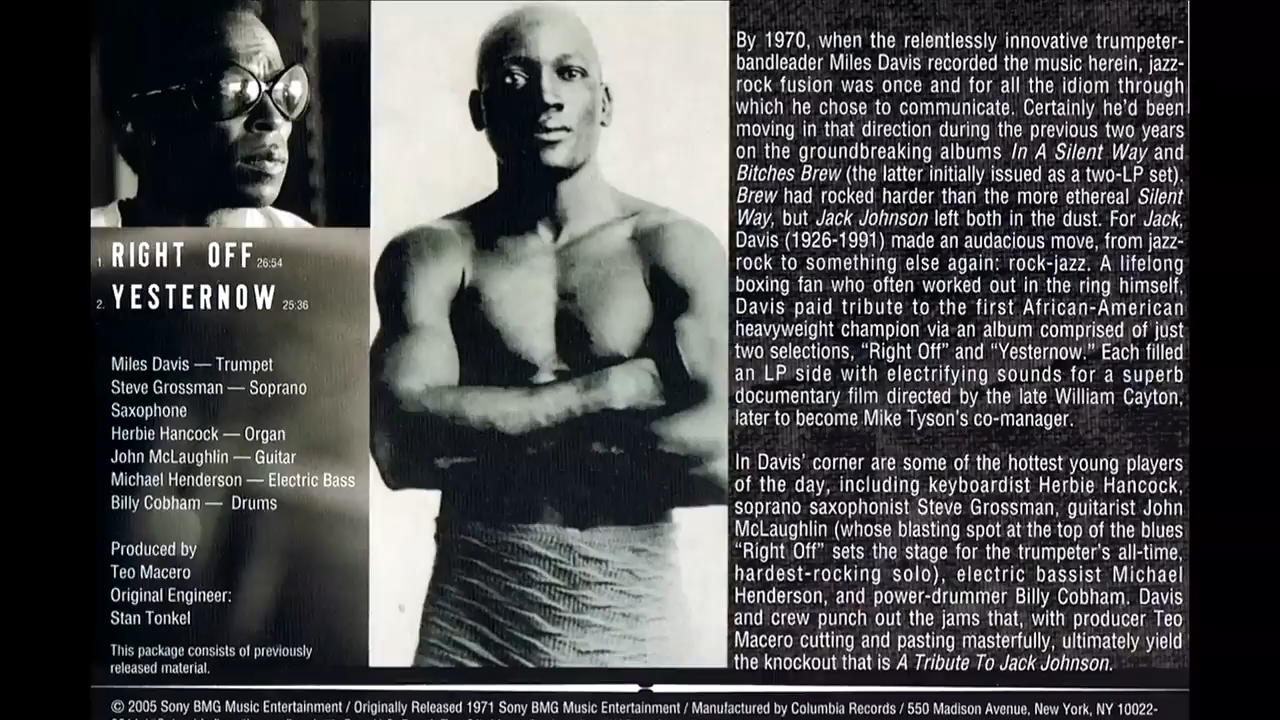 1. RIGHT OFF 26:54
2. YESTERNOW 25:36
Miles Davis — Trumpet
Steve Grossman — Soprano
Saxophone
Herbie Hancock — Organ
John McLaughlin — Guitar
Michael Henderson — Electric Bass
Billy Cobham — Drums
Produced by
Teo Macero
Original Engineer:
Stan Tonkel
This package consists of previously
released material.
By 1970, when the relentlessly innovative trumpeter-
bandleader Miles Davis recorded the music herein, jazz-
rock fusion was once and for all the idiom through
which he chose to communicate. Certainly he'd been
moving in that direction during the previous two years
on the groundbreaking albums In A Silent Way and
Bitches Brew (the latter initially issued as a two-LP set).
Brew had rocked harder than the more ethereal Silent
Way, but Jack Johnson left both in the dust. For Jack,
Davis (1926-1991) made an audacious move, from jazz-
rock to something else again: rock-jazz. A lifelong
boxing fan who often worked out in the ring himself,
Davis paid tribute to the first African-American
heavyweight champion via an album comprised of just
two selections, “Right Off” and “Yesternow.” Each filled
an LP side with electrifying sounds for a superb
documentary film directed by the late William Cayton,
later to become Mike Tyson's co-manager.
In Davis' corner are some of the hottest young players
of the day, including keyboardist Herbie Hancock,
soprano saxophonist Steve Grossman, guitarist John
McLaughlin (whose blasting spot at the top of the blues
“Right Off” sets the stage for the trumpeter's all-time,
hardest-rocking solo), electric bassist Michael
Henderson, and power-drummer Billy Cobham. Davis
and crew punch out the jams that, with producer Teo
Macero cutting and pasting masterfully, ultimately yield
the knockout that is A Tribute To Jack Johnson.
© 2005 Sony BMG Music Entertainment / Originally Released 1971 Sony BMG Music Entertainment / Manufactured by Columbia Records / 550 Madison Avenue, New York, NY 10022-